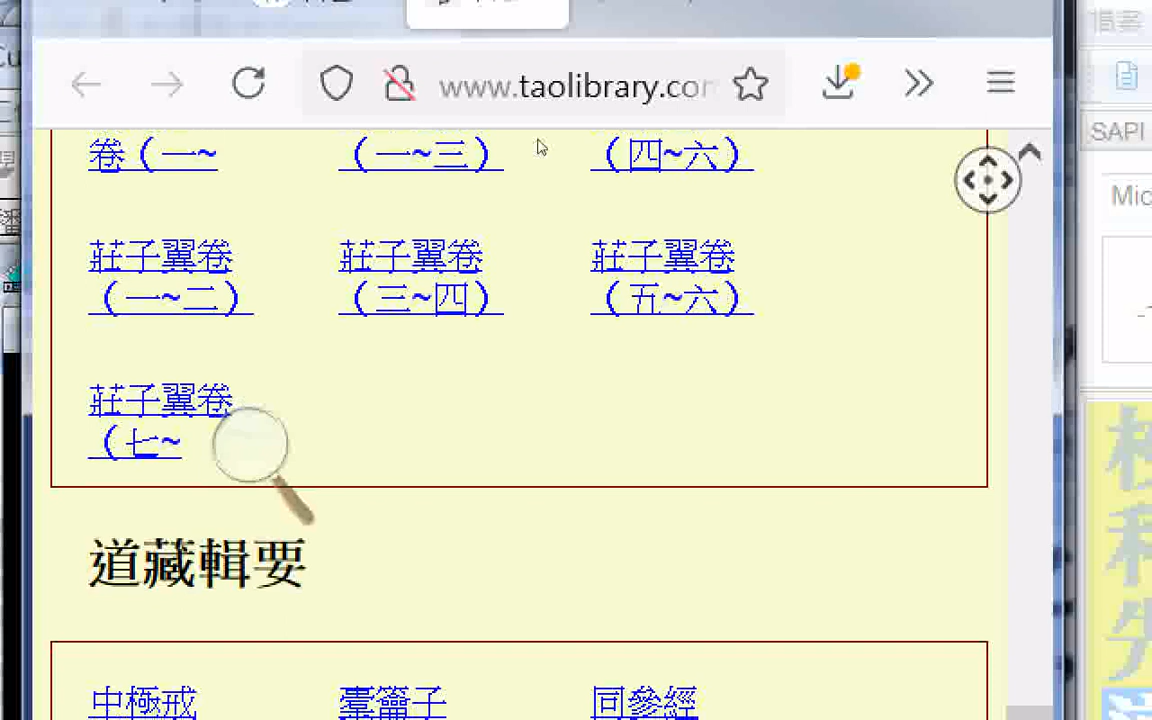 www.taolibrary.co
SAPI
卷（一~
（一~三）
（四~六）
Mic
莊子翼卷
（一~二）
莊子翼卷
（三~四）
莊子翼卷
（五~六）
莊子翼卷
（七~
道藏輯要
中極戒
橐籥子
同參經